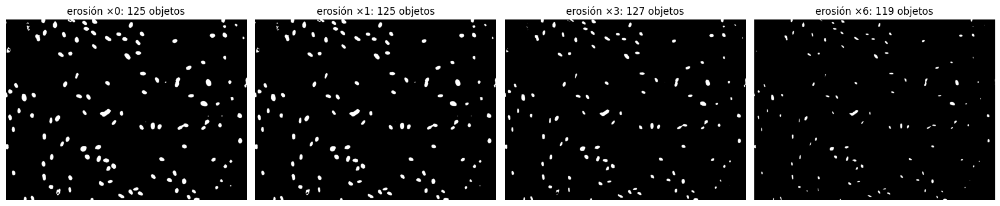 erosión ×0: 125 objetos
erosión ×1: 125 objetos
erosión ×3: 127 objetos
erosión ×6: 119 objetos